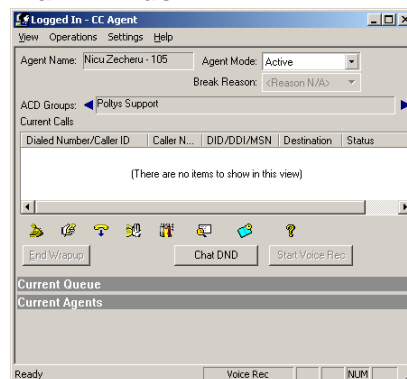 Logged In - CC Agent
View Operations Settings Help
Agent Name: Nicu Zecheru - 105 Agent Mode: Active
Break Reason: <Reason N/A>
ACD Groups: Poltys Support
Current Calls
Dialed Number/Caller ID Caller N... DID/DDI/MSN Destination Status
(There are no items to show in this view)
End Wrapup Chat DND Start Voice Rec
Current Queue
Current Agents
Ready Voice Rec NUM